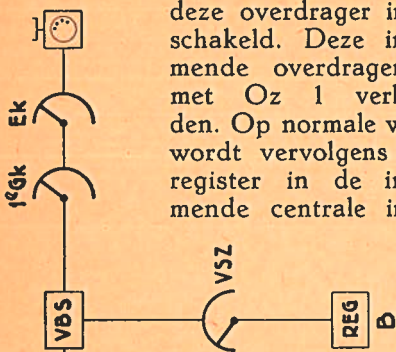 deze overdrager in
schakeld. Deze in
mende overdrager
met Oz 1 verl
den. Op normale w
wordt vervolgens
register in de in
mende centrale in
Ek
1eGk
VSZ
VBS
REG
B